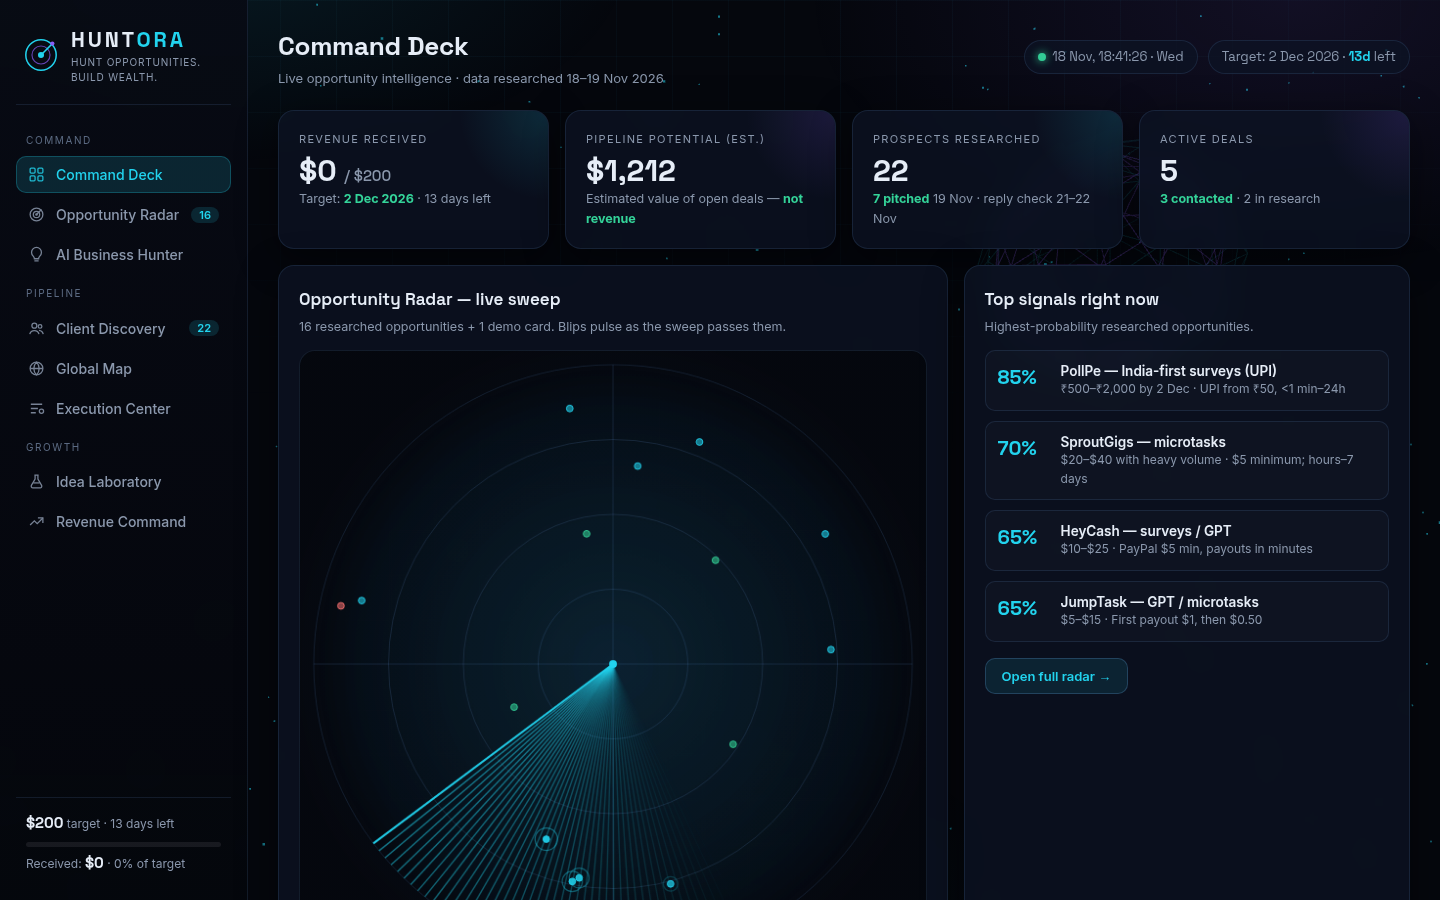 HUNTORA
HUNT OPPORTUNITIES.
BUILD WEALTH.
COMMAND
Command Deck
Opportunity Radar 16
AI Business Hunter
PIPELINE
Client Discovery 22
Global Map
Execution Center
GROWTH
Idea Laboratory
Revenue Command
$200 target · 13 days left
Received: $0 · 0% of target
Command Deck
Live opportunity intelligence · data researched 18–19 Nov 2026
18 Nov, 18:41:26 · Wed
Target: 2 Dec 2026 · 13d left
REVENUE RECEIVED
$0 / $200
Target: 2 Dec 2026 · 13 days left
PIPELINE POTENTIAL (EST.)
$1,212
Estimated value of open deals — not
revenue
PROSPECTS RESEARCHED
22
7 pitched 19 Nov · reply check 21–22
Nov
ACTIVE DEALS
5
3 contacted · 2 in research
Opportunity Radar — live sweep
16 researched opportunities + 1 demo card. Blips pulse as the sweep passes them.
Top signals right now
Highest-probability researched opportunities.
85%
PollPe — India-first surveys (UPI)
₹500–₹2,000 by 2 Dec · UPI from ₹50, <1 min–24h
70%
SproutGigs — microtasks
$20–$40 with heavy volume · $5 minimum; hours–7
days
65%
HeyCash — surveys / GPT
$10–$25 · PayPal $5 min, payouts in minutes
65%
JumpTask — GPT / microtasks
$5–$15 · First payout $1, then $0.50
Open full radar →